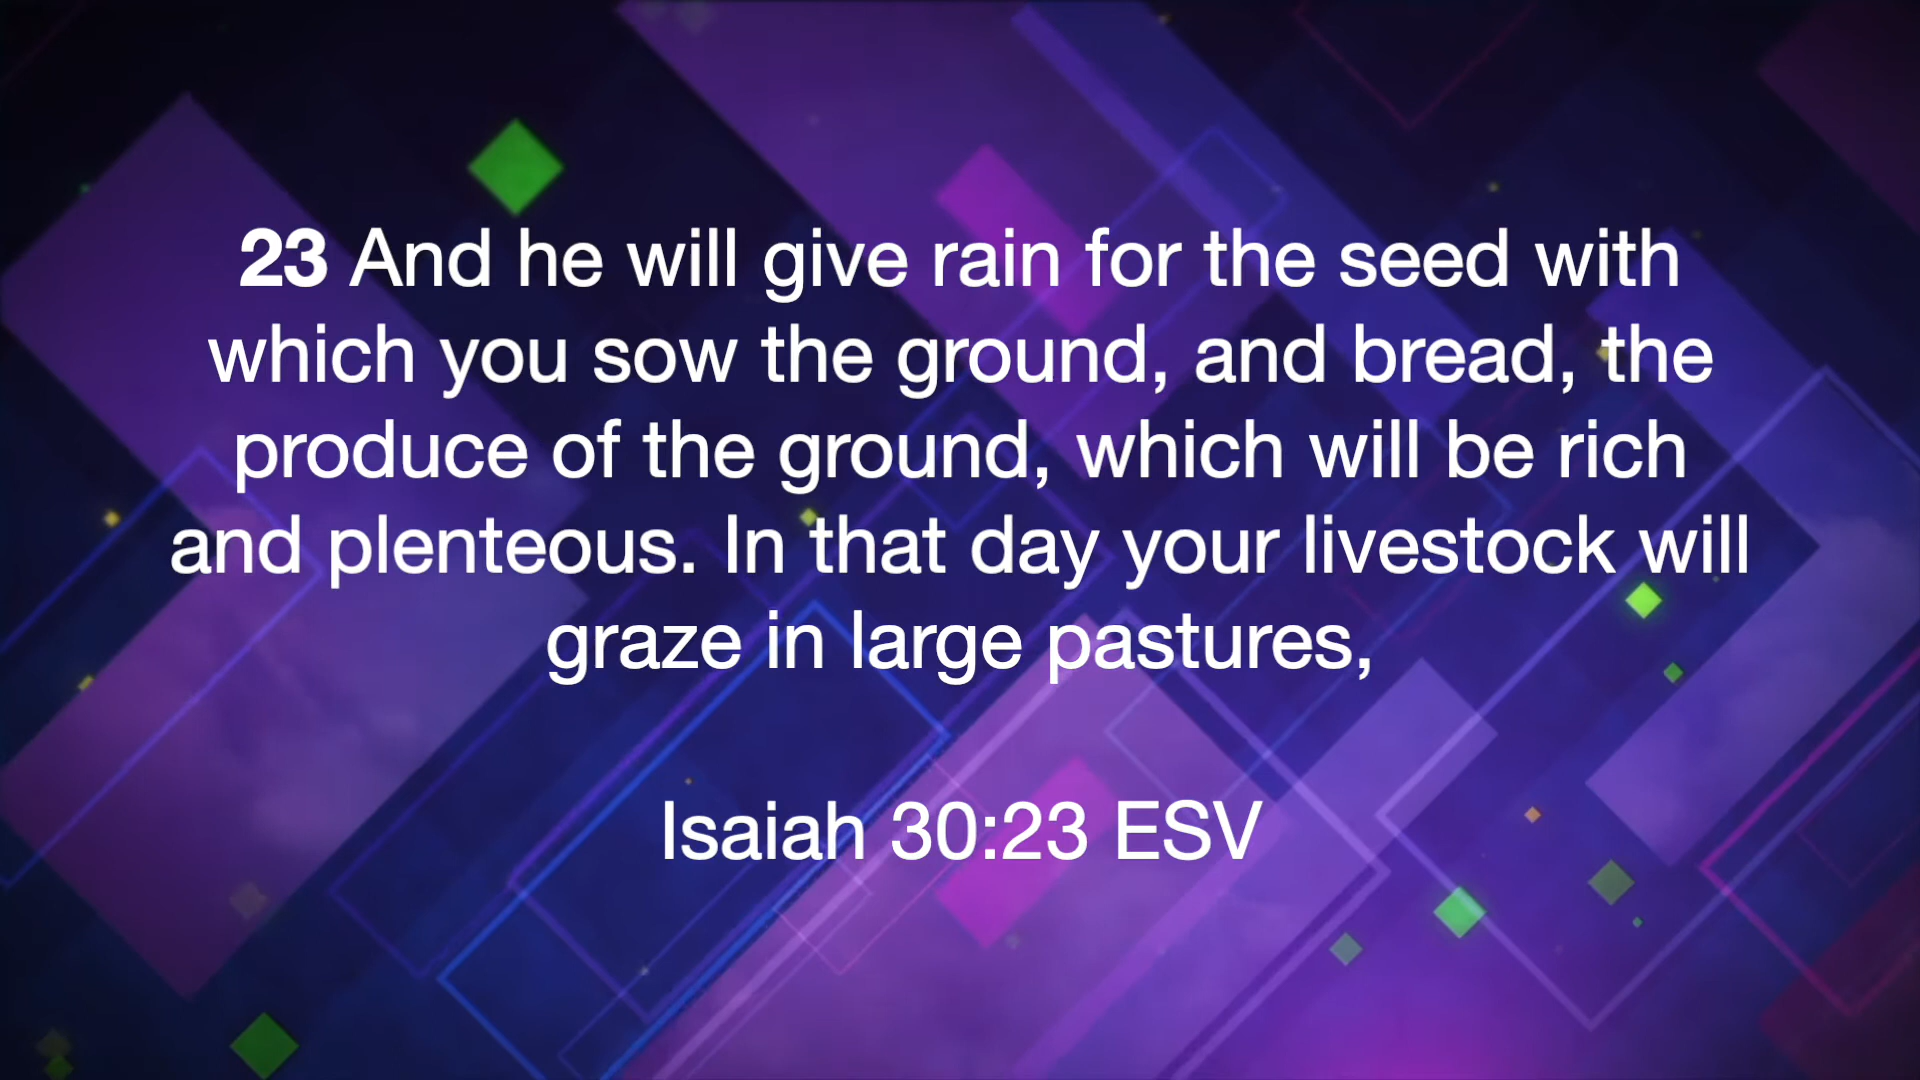 23 And he will give rain for the seed with
which you sow the ground, and bread, the
produce of the ground, which will be rich
and plenteous. In that day your livestock will
graze in large pastures,
Isaiah 30:23 ESV